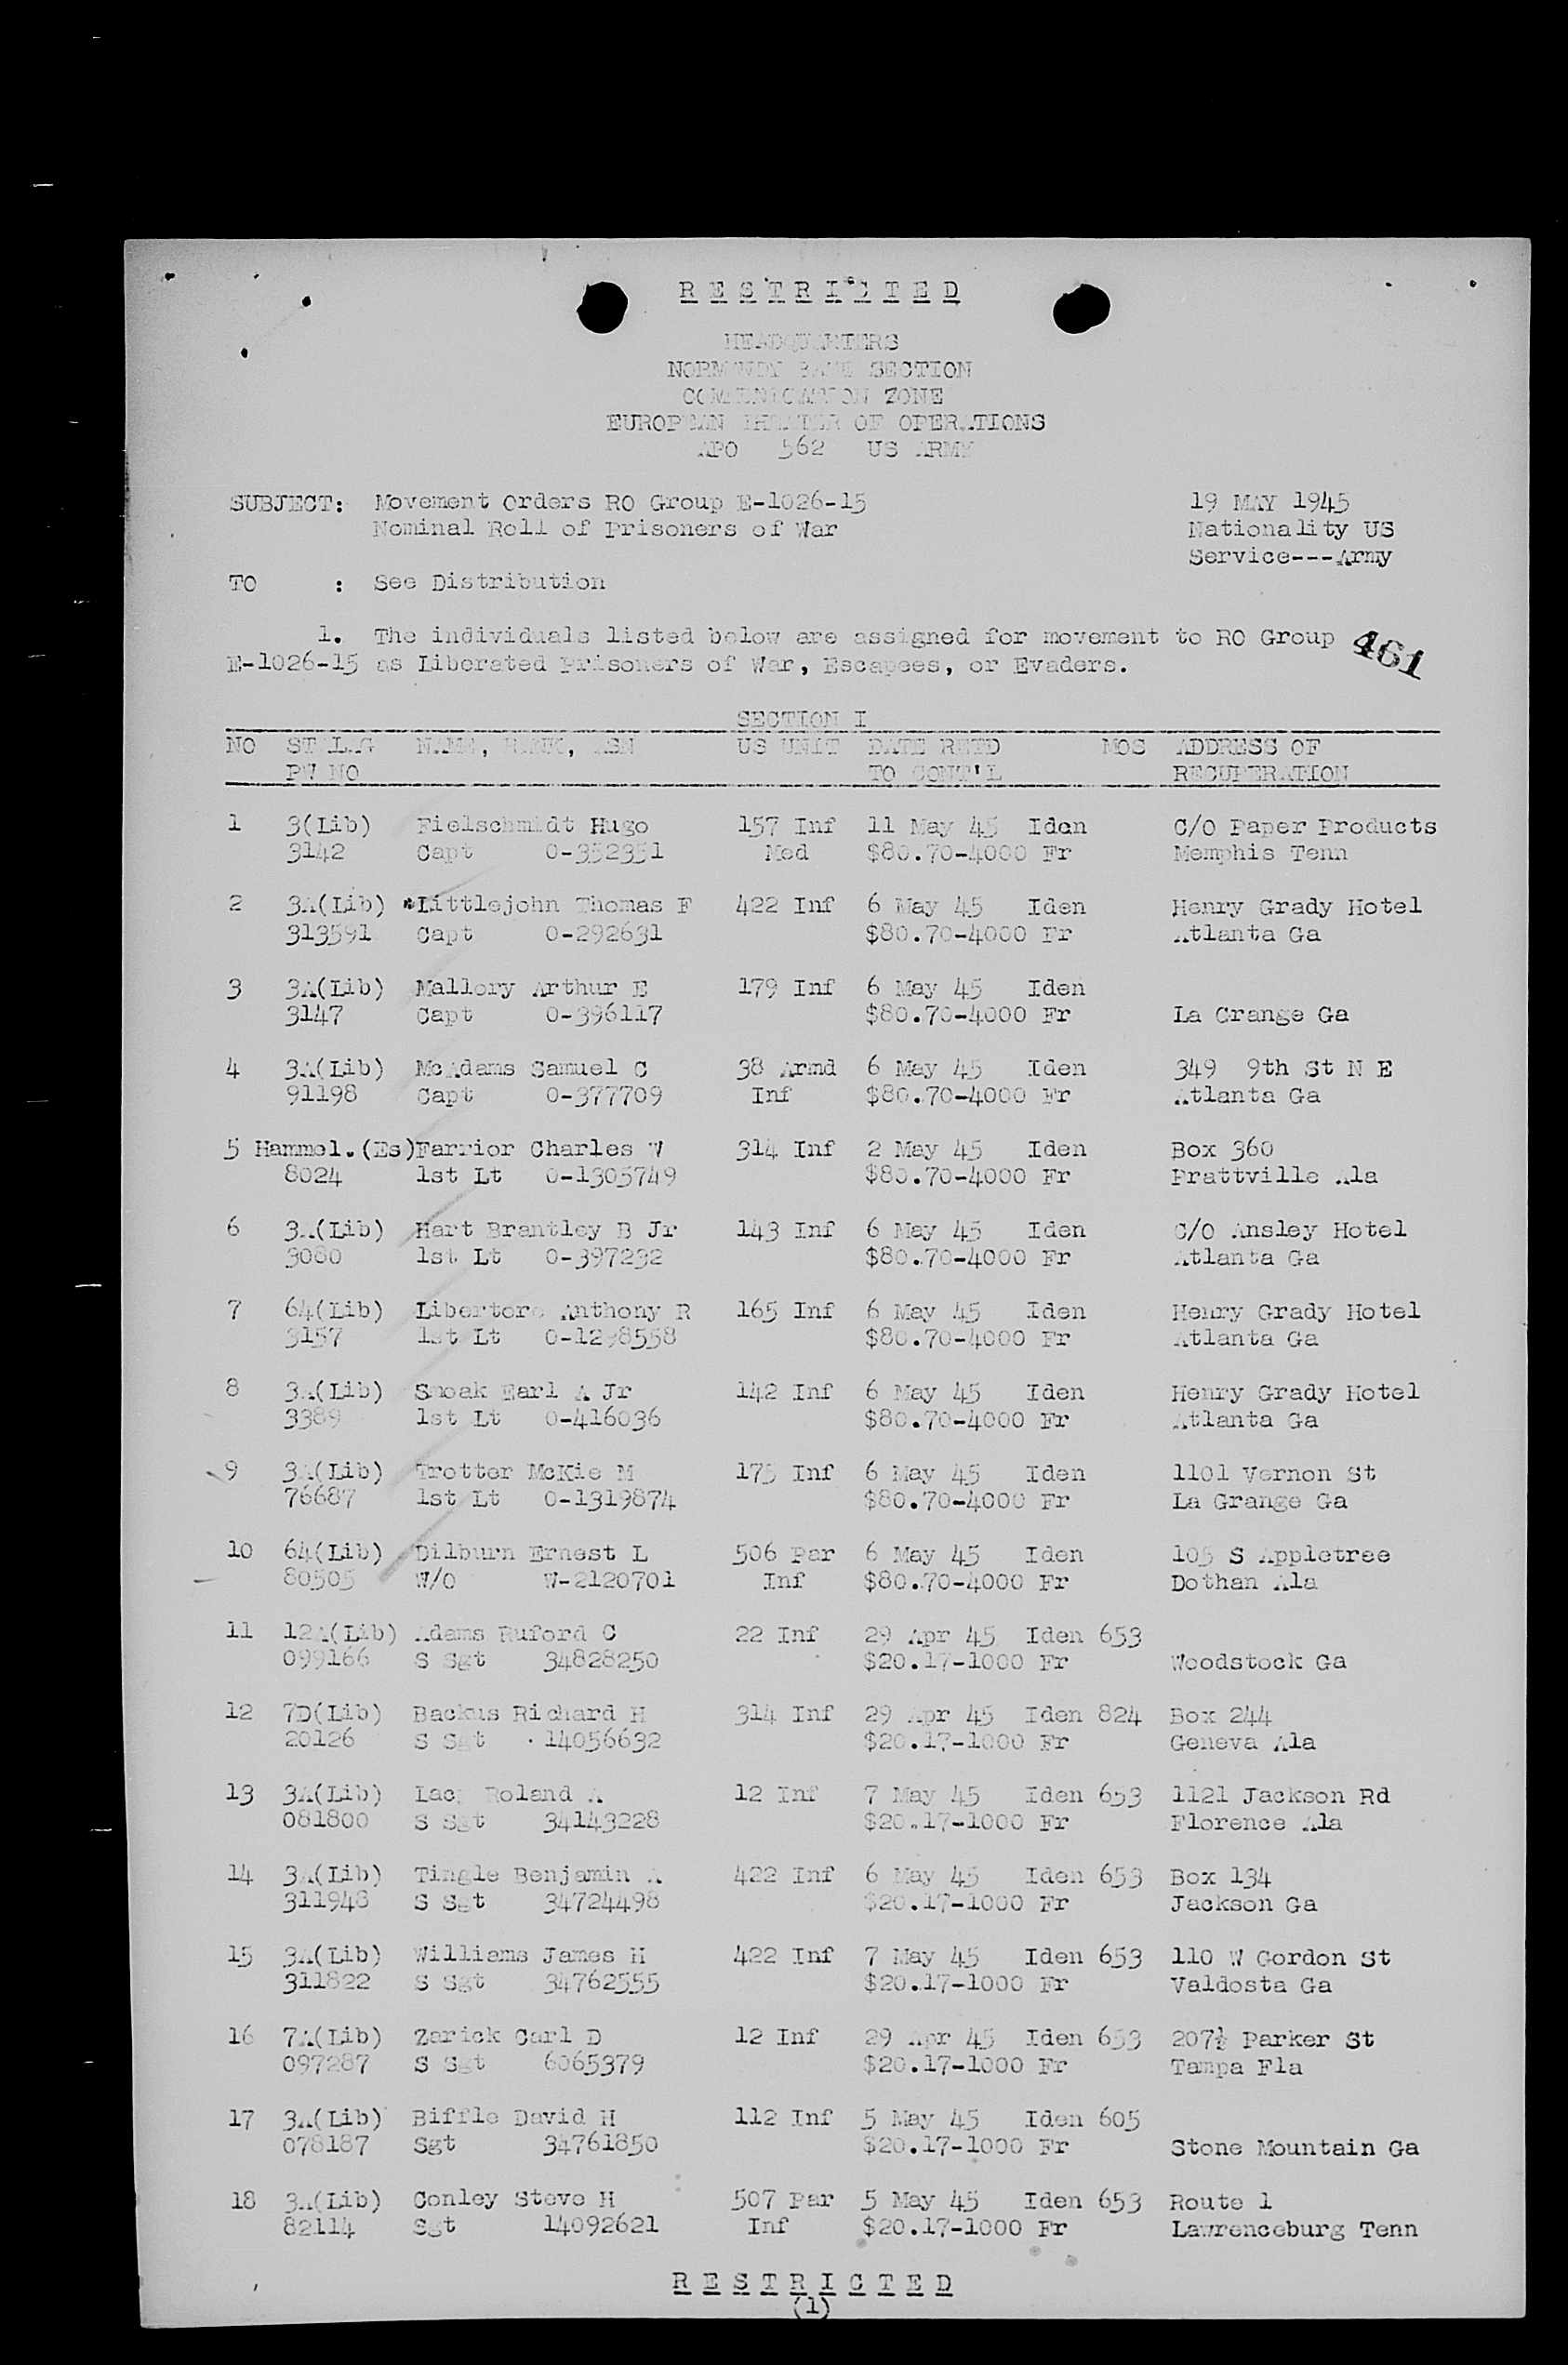 RESTRICTED
HEADQUARTERS
NORMANDY BASE SECTION
COMMUNICATION ZONE
EUROPEAN THEATER OF OPERATIONS
APO 562 US ARMY
SUBJECT: Movement Orders RO Group E-1026-15 19 MAY 1945
Nominal Roll of Prisoners of War Nationality US
Service---Army
TO : See Distribution
1. The individuals listed below are assigned for movement to RO Group
E-1026-15 as Liberated Prisoners of War, Escapees, or Evaders.
461
SECTION I
NO STALAG NAME, RANK, ASN US UNIT DATE RETD MOS ADDRESS OF
PW NO TO CONT'L RECUPERATION
1 3(Lib) Fielschmidt Hugo 157 Inf 11 May 45 Iden C/O Paper Products
3142 Capt O-352351 Med $80.70-4000 Fr Memphis Tenn
2 3A(Lib) *Littlejohn Thomas F 422 Inf 6 May 45 Iden Henry Grady Hotel
313591 Capt O-292631 $80.70-4000 Fr Atlanta Ga
3 3A(Lib) Mallory Arthur E 179 Inf 6 May 45 Iden
3147 Capt O-396117 $80.70-4000 Fr La Grange Ga
4 3A(Lib) McAdams Samuel C 38 Armd 6 May 45 Iden 349 9th St N E
91198 Capt O-377709 Inf $80.70-4000 Fr Atlanta Ga
5 Hammel.(Es)Farrior Charles W 314 Inf 2 May 45 Iden Box 360
8024 1st Lt O-1305749 $80.70-4000 Fr Prattville Ala
6 3A(Lib) Hart Brantley B Jr 143 Inf 6 May 45 Iden C/O Ansley Hotel
3080 1st Lt O-397232 $80.70-4000 Fr Atlanta Ga
7 64(Lib) Libertore Anthony R 165 Inf 6 May 45 Iden Henry Grady Hotel
3157 1st Lt O-1298558 $80.70-4000 Fr Atlanta Ga
8 3A(Lib) Smoak Earl A Jr 142 Inf 6 May 45 Iden Henry Grady Hotel
3389 1st Lt O-416036 $80.70-4000 Fr Atlanta Ga
9 3A(Lib) Trotter McKie M 175 Inf 6 May 45 Iden 1101 Vernon St
76687 1st Lt O-1319874 $80.70-4000 Fr La Grange Ga
10 64(Lib) Dilburn Ernest L 506 Par 6 May 45 Iden 105 S Appletree
80505 W/O W-2120701 Inf $80.70-4000 Fr Dothan Ala
11 12A(Lib) Adams Ruford C 22 Inf 29 Apr 45 Iden 653
099166 S Sgt 34828250 $20.17-1000 Fr Woodstock Ga
12 7D(Lib) Backus Richard H 314 Inf 29 Apr 45 Iden 824 Box 244
20126 S Sgt 14056632 $20.17-1000 Fr Geneva Ala
13 3A(Lib) Roland A 12 Inf 7 May 45 Iden 653 1121 Jackson Rd
081800 S Sgt 34143228 $20.17-1000 Fr Florence Ala
14 3A(Lib) Tingle Benjamin A 422 Inf 6 May 45 Iden 653 Box 134
311948 S Sgt 34724498 $20.17-1000 Fr Jackson Ga
15 3A(Lib) Williams James H 422 Inf 7 May 45 Iden 653 110 W Gordon St
311822 S Sgt 34762555 $20.17-1000 Fr Valdosta Ga
16 7A(Lib) Zarick Carl D 12 Inf 29 Apr 45 Iden 653 207½ Parker St
097287 S Sgt 6065379 $20.17-1000 Fr Tampa Fla
17 3A(Lib) Biffle David H 112 Inf 5 May 45 Iden 605
078187 Sgt 34761850 $20.17-1000 Fr Stone Mountain Ga
18 3A(Lib) Conley Steve H 507 Par 5 May 45 Iden 653 Route 1
82114 Sgt 14092621 Inf $20.17-1000 Fr Lawrenceburg Tenn
RESTRICTED
(1)